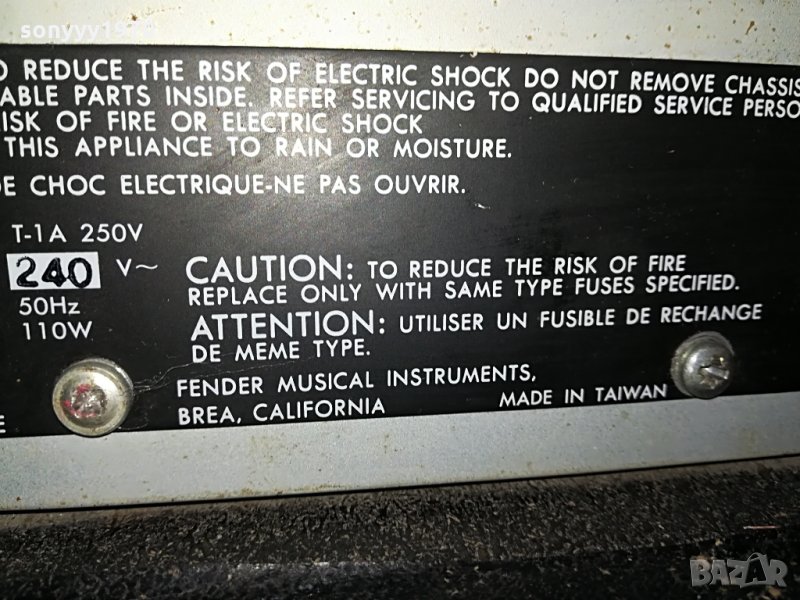 O REDUCE THE RISK OF ELECTRIC SHOCK DO NOT REMOVE CHASSIS
ABLE PARTS INSIDE. REFER SERVICING TO QUALIFIED SERVICE PERSO
ISK OF FIRE OR ELECTRIC SHOCK
THIS APPLIANCE TO RAIN OR MOISTURE.
DE CHOC ELECTRIQUE-NE PAS OUVRIR.
T-1A 250V
240 V~
50Hz
110W
CAUTION: TO REDUCE THE RISK OF FIRE
REPLACE ONLY WITH SAME TYPE FUSES SPECIFIED.
ATTENTION: UTILISER UN FUSIBLE DE RECHANGE
DE MEME TYPE.
FENDER MUSICAL INSTRUMENTS,
BREA, CALIFORNIA
MADE IN TAIWAN
E
BAZAR